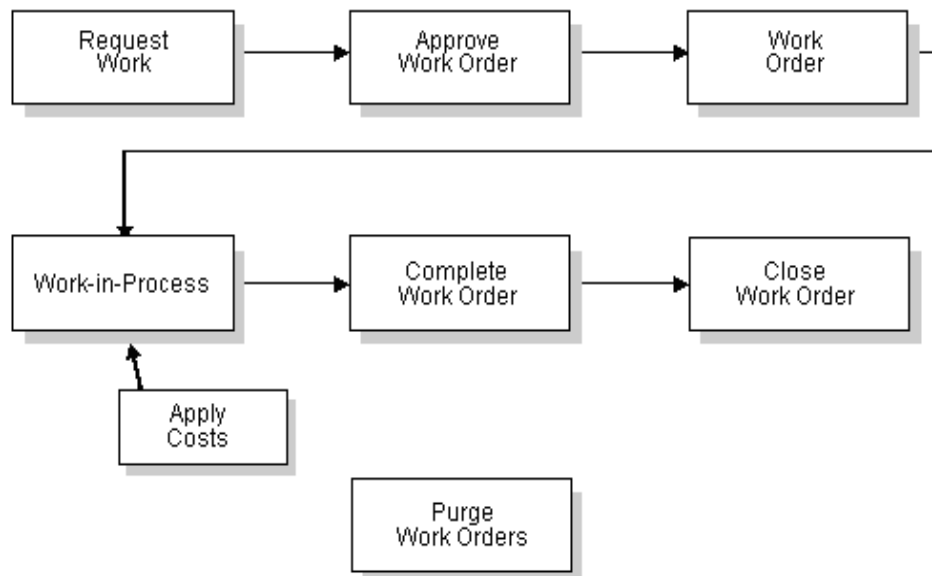 Request
Work
Approve
Work Order
Work
Order
Work-in-Process
Complete
Work Order
Close
Work Order
Apply
Costs
Purge
Work Orders